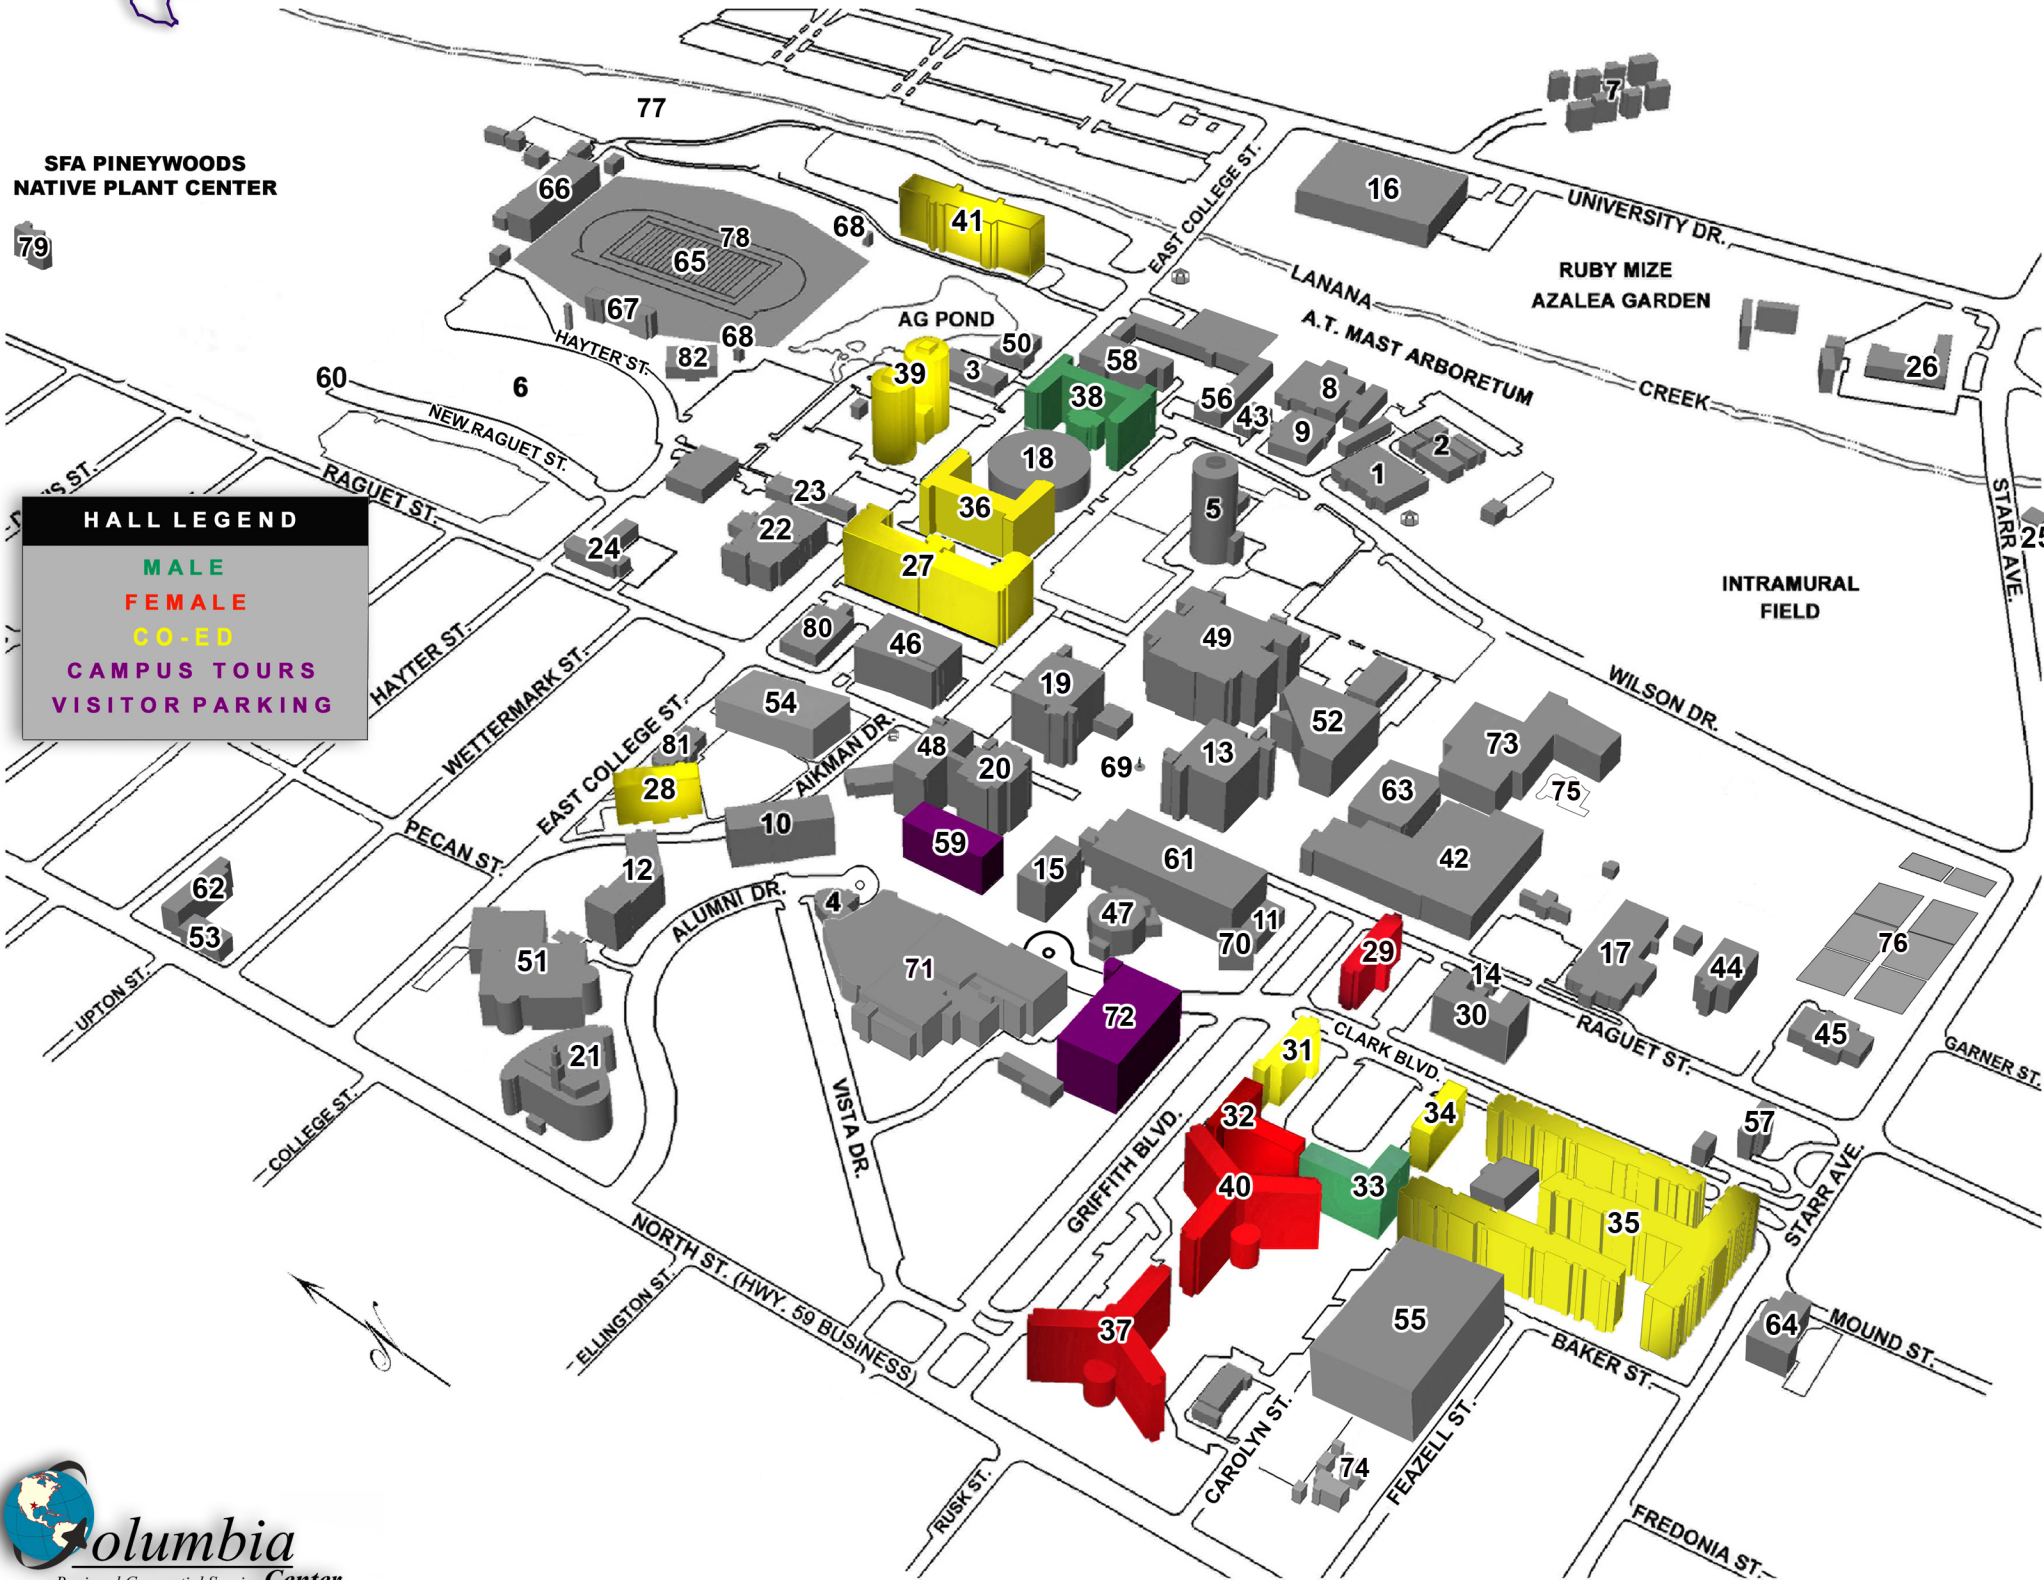 77
7
SFA PINEYWOODS
NATIVE PLANT CENTER
66
16
EAST COLLEGE ST.
UNIVERSITY DR.
41
68
78
79
65
RUBY MIZE
AZALEA GARDEN
LANANA
67
AG POND
A.T. MAST ARBORETUM
68
50
HAYTER ST.
82
58
3
39
26
60
6
8
CREEK
38
56
43
NEW RAGUET ST.
9
2
18
1
RAGUET ST.
23
5
36
STARR AVE.
HALL LEGEND
MALE
FEMALE
CO-ED
CAMPUS TOURS
VISITOR PARKING
22
24
27
25
INTRAMURAL
FIELD
80
46
49
HAYTER ST.
WETTERMARK ST.
19
WILSON DR.
54
52
EAST COLLEGE ST.
AIKMAN DR.
81
48
73
13
20
69
28
63
75
10
PECAN ST.
59
61
42
15
12
62
ALUMNI DR.
4
47
11
53
70
29
76
17
51
71
44
14
UPTON ST.
72
30
CLARK BLVD.
RAGUET ST.
45
31
21
GARNER ST.
VISTA DR.
34
32
57
COLLEGE ST.
GRIFFITH BLVD.
40
33
35
STARR AVE.
NORTH ST. (HWY. 59 BUSINESS)
55
64
37
MOUND ST.
ELLINGTON ST.
BAKER ST.
CAROLYN ST.
FEAZELL ST.
74
RUSK ST.
FREDONIA ST.
Columbia
Center